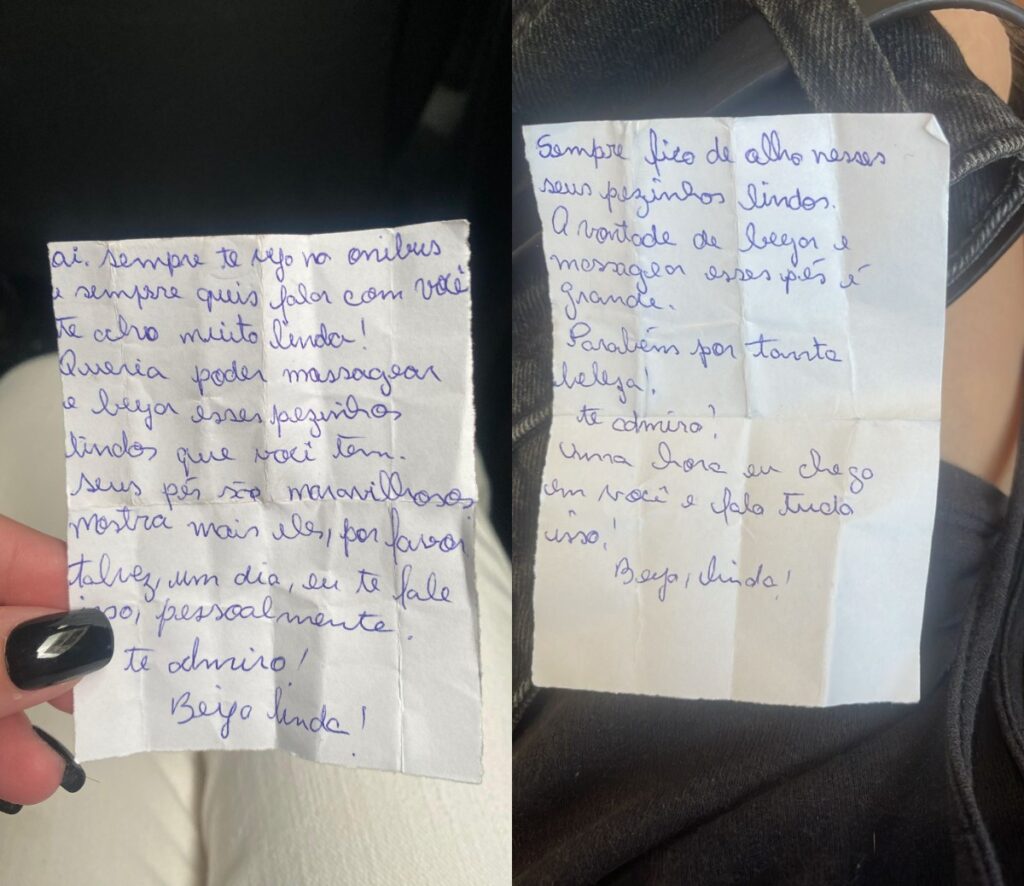 ai. sempre te vejo no onibus
e sempre quis falar com você
te acho muito linda!
Queria poder massagear
e beijar esses pezinhos
lindos que você tem.
seus pés são maravilhosos
mostra mais eles, por favor
talvez, um dia, eu te fale
isso, pessoalmente.
te admiro!
Beijo linda!
Sempre fico de olho nesses
seus pezinhos lindos.
A vontade de beijar e
massagear esses pés é
grande.
Parabéns por tanta
beleza!
te admiro!
uma hora eu chego
em você e falo tudo
isso!
Beijo, linda!